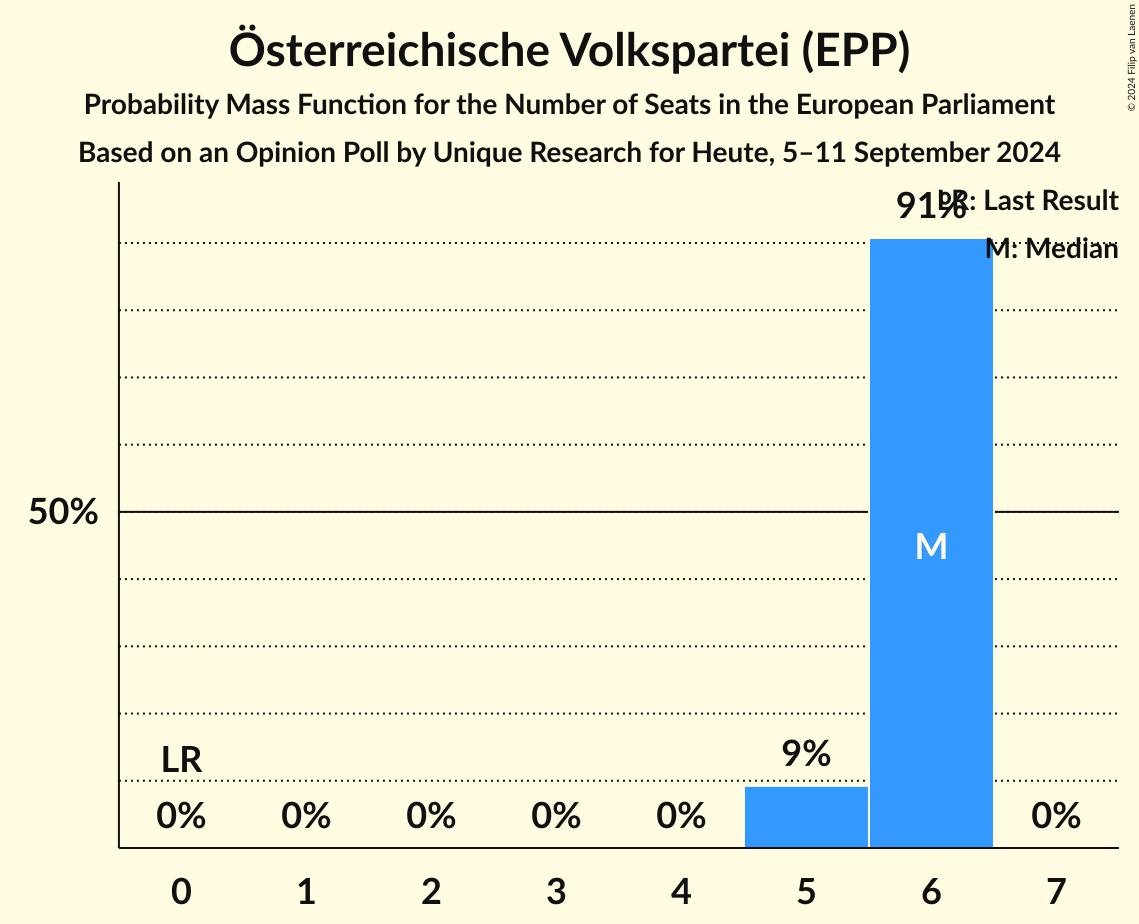 Österreichische Volkspartei (EPP)
Probability Mass Function for the Number of Seats in the European Parliament
Based on an Opinion Poll by Unique Research for Heute, 5–11 September 2024
© 2024 Filip van Laenen
91%
LR: Last Result
M: Median
50%
M
LR
9%
0% 0% 0% 0% 0% 0%
0 1 2 3 4 5 6 7